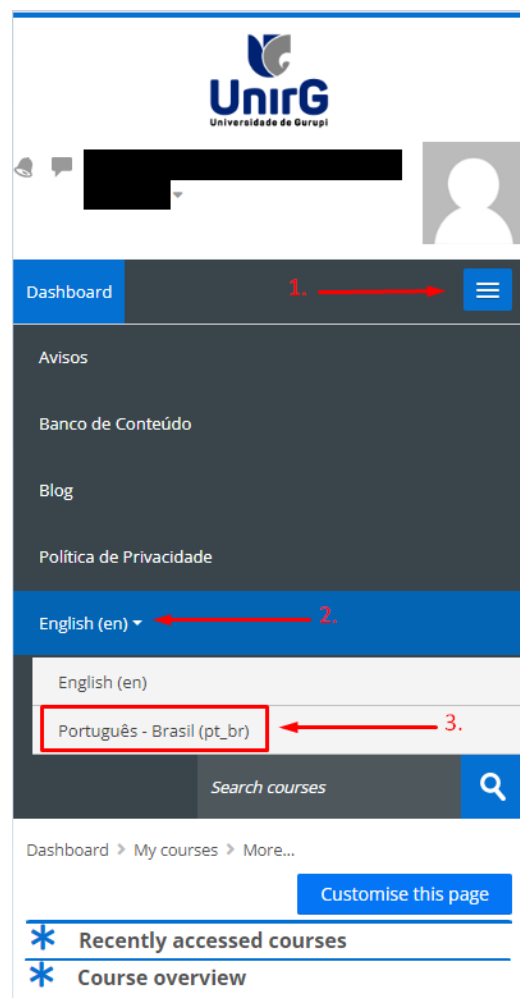 UnirG
Universidade de Gurupi
Dashboard
1.
Avisos
Banco de Conteúdo
Blog
Política de Privacidade
English (en)
2.
English (en)
Português - Brasil (pt_br)
3.
Search courses
Dashboard > My courses > More...
Customise this page
Recently accessed courses
Course overview